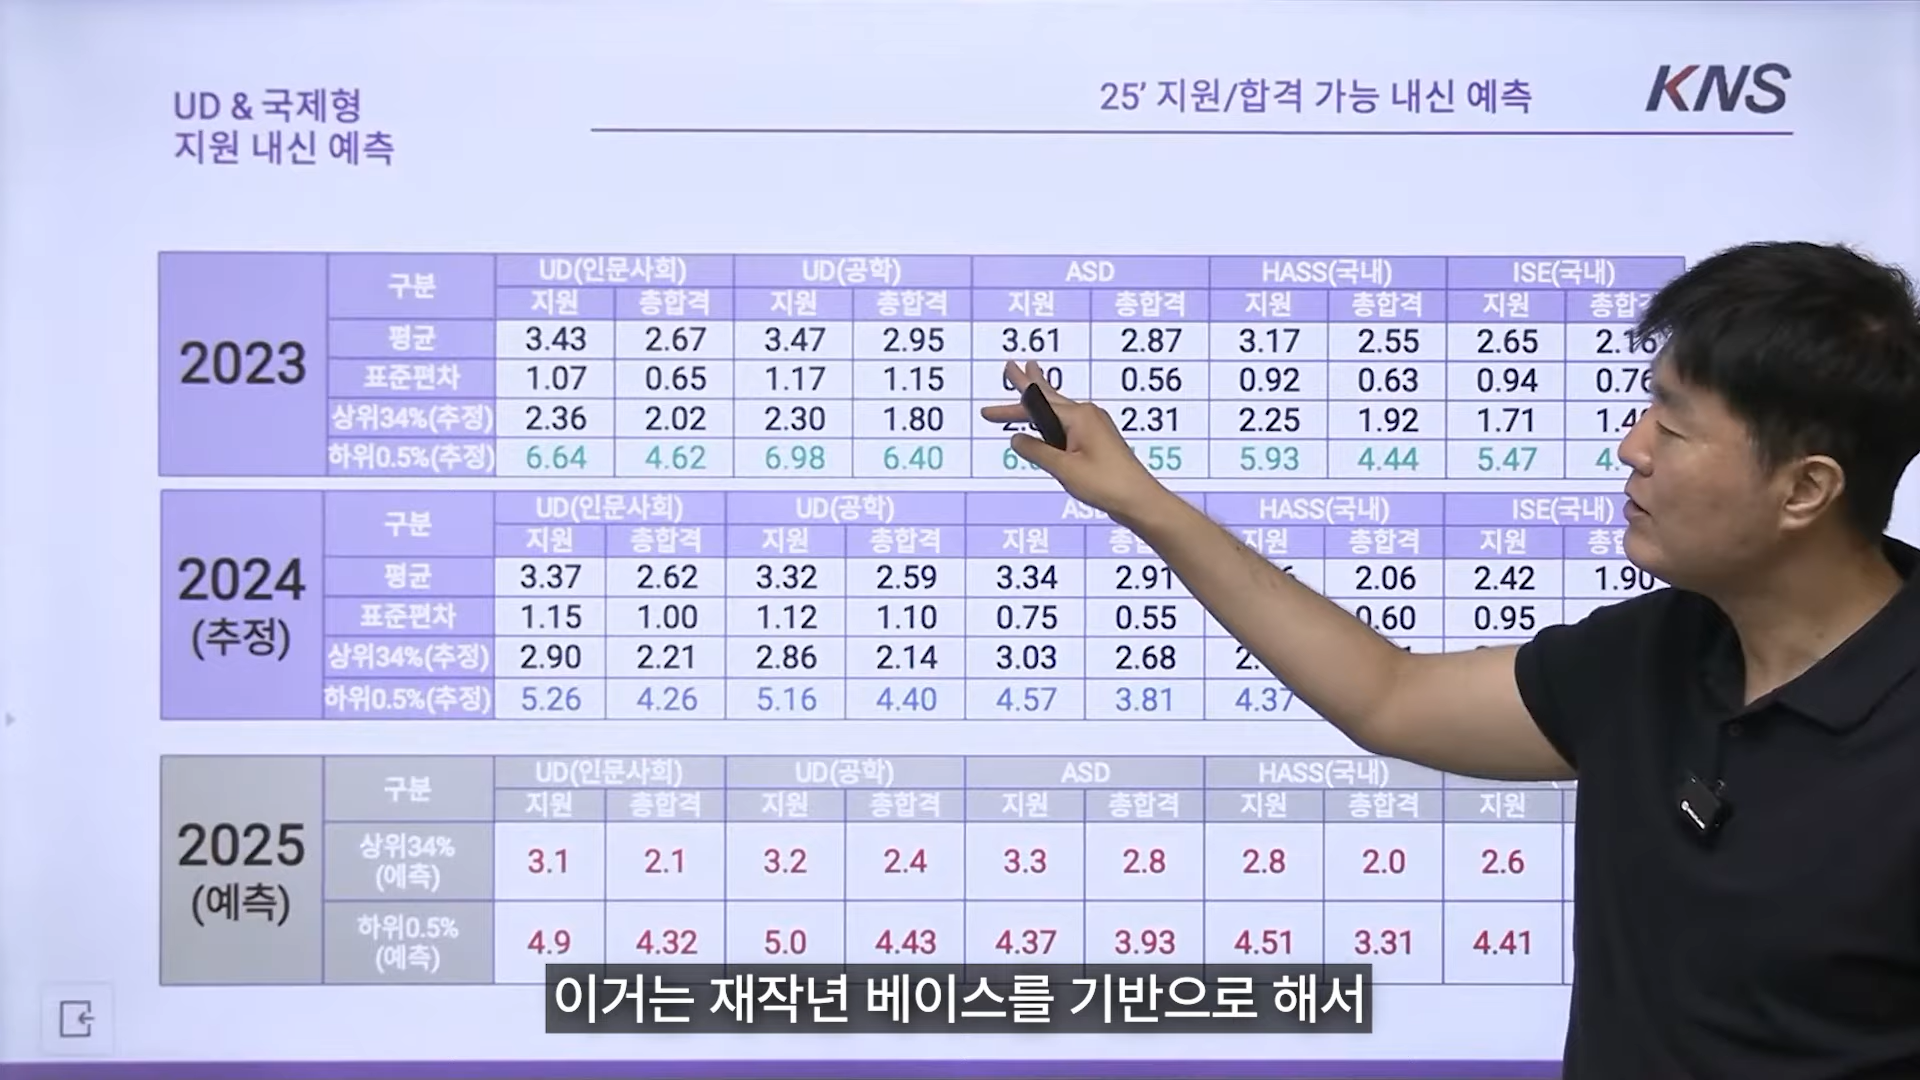 UD & 국제형
지원 내신 예측
25’ 지원/합격 가능 내신 예측
KNS
2023
구분 UD(인문사회) UD(공학) ASD HASS(국내) ISE(국내)
지원 총합격 지원 총합격 지원 총합격 지원 총합격 지원
평균 3.43 2.67 3.47 2.95 3.61 2.87 3.17 2.55 2.65
표준편차 1.07 0.65 1.17 1.15 0.56 0.92 0.63 0.94 0.76
상위34%(추정) 2.36 2.02 2.30 1.80 2.31 2.25 1.92 1.71
하위0.5%(추정) 6.64 4.62 6.98 6.40 5.93 4.44 5.47
2024
(추정)
구분 UD(인문사회) UD(공학) HASS(국내) ISE(국내)
지원 총합격 지원 총합격 지원 지원 총합격 지원
평균 3.37 2.62 3.32 2.59 3.34 2.91 2.06 2.42 1.90
표준편차 1.15 1.00 1.12 1.10 0.75 0.55 0.60 0.95
상위34%(추정) 2.90 2.21 2.86 2.14 3.03 2.68
하위0.5%(추정) 5.26 4.26 5.16 4.40 4.57 3.81 4.37
2025
(예측)
구분 UD(인문사회) UD(공학) ASD HASS(국내)
지원 총합격 지원 총합격 지원 총합격 지원 총합격 지원
상위34%
(예측)
3.1 2.1 3.2 2.4 3.3 2.8 2.8 2.0 2.6
하위0.5%
(예측)
4.9 4.32 5.0 4.43 4.37 3.93 4.51 3.31 4.41
이거는 재작년 베이스를 기반으로 해서